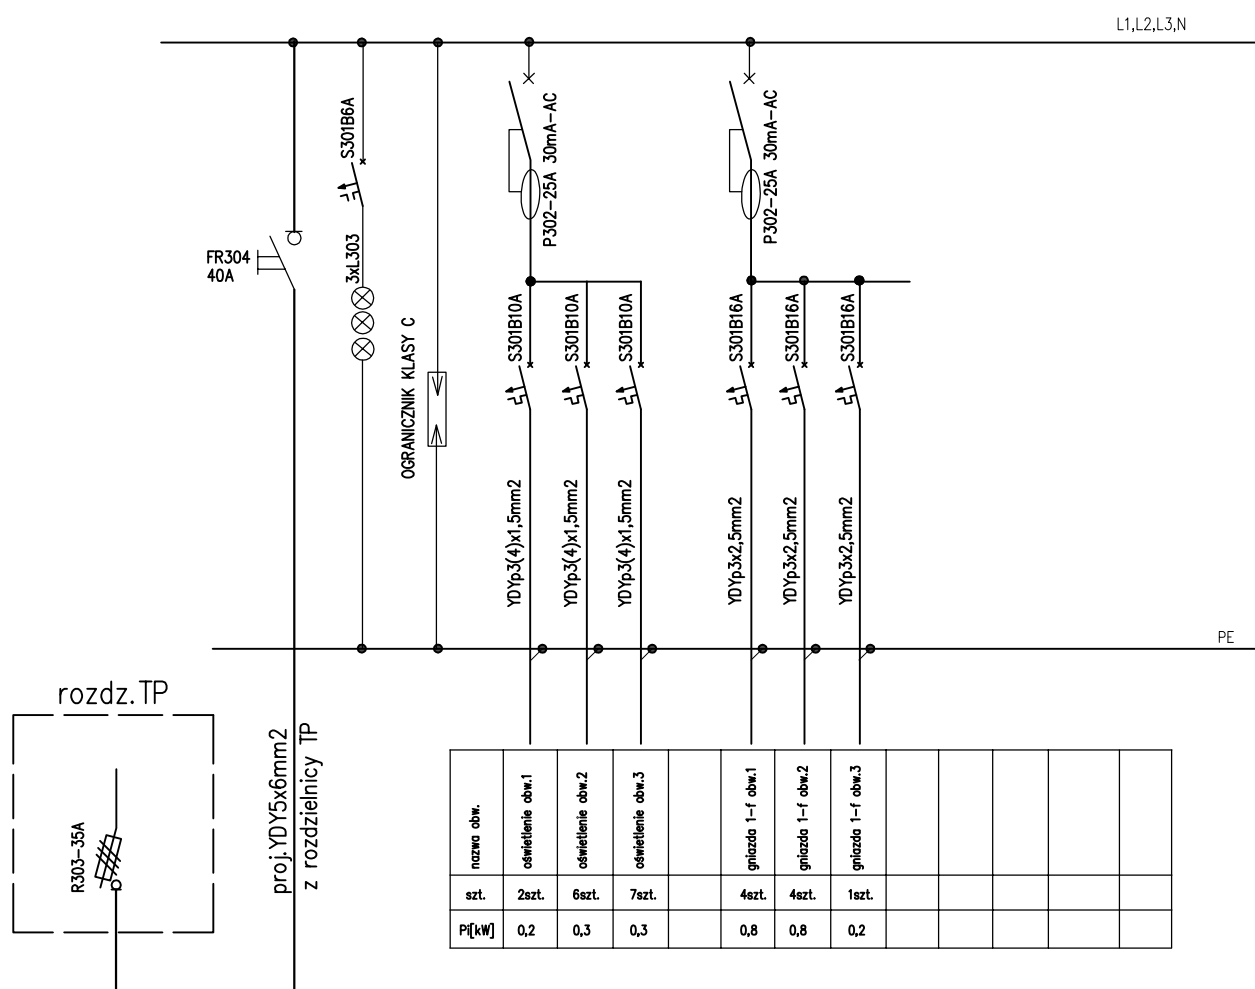 L1,L2,L3,N
S301B6A
P302-25A 30mA-AC
P302-25A 30mA-AC
FR304
40A
3xL303
OGRANICZNIK KLASY C
S301B10A
S301B10A
S301B10A
S301B16A
S301B16A
S301B16A
YDYp3(4)x1,5mm2
YDYp3(4)x1,5mm2
YDYp3(4)x1,5mm2
YDYp3x2,5mm2
YDYp3x2,5mm2
YDYp3x2,5mm2
PE
rozdz.TP
R303-35A
proj.YDY5x6mm2
z rozdzielnicy TP
nazwa obw.
oświetlenie obw.1
oświetlenie obw.2
oświetlenie obw.3
gniazda 1-f obw.1
gniazda 1-f obw.2
gniazda 1-f obw.3
szt. 2szt. 6szt. 7szt. 4szt. 4szt. 1szt.
Pi[kW] 0,2 0,3 0,3 0,8 0,8 0,2